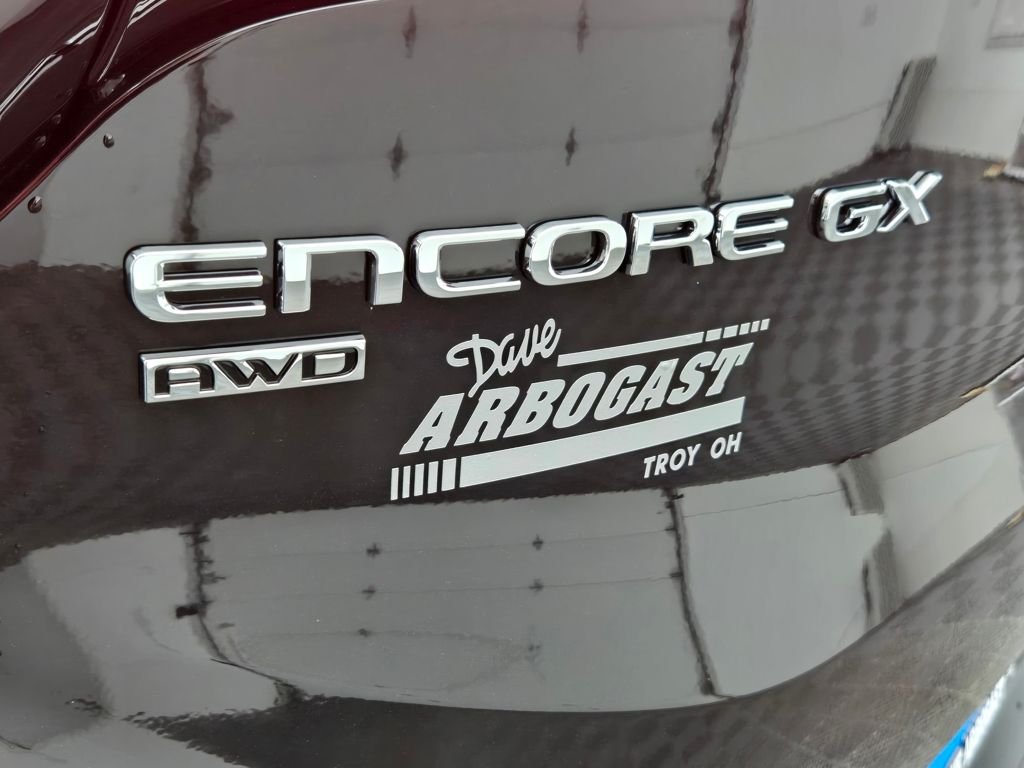 ENCORE GX
AWD
Dave
ARBOGAST
TROY OH